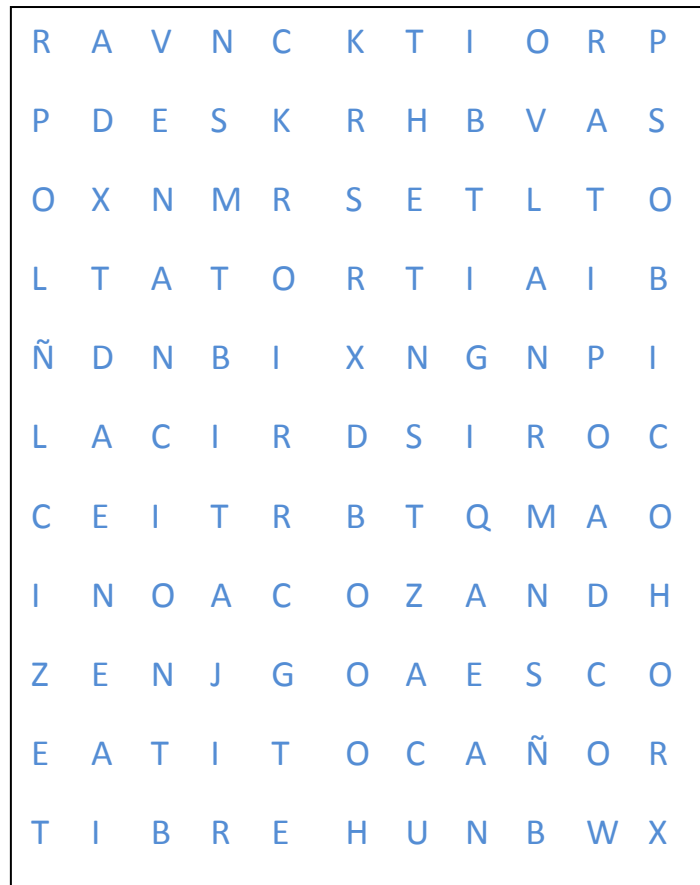 R A V N C K T I O R P
P D E S K R H B V A S
O X N M R S E T L T O
L T A T O R T I A I B
Ñ D N B I X N G N P I
L A C I R D S I R O C
C E I T R B T Q M A O
I N O A C O Z A N D H
Z E N J G O A E S C O
E A T I T O C A Ñ O R
T I B R E H U N B W X